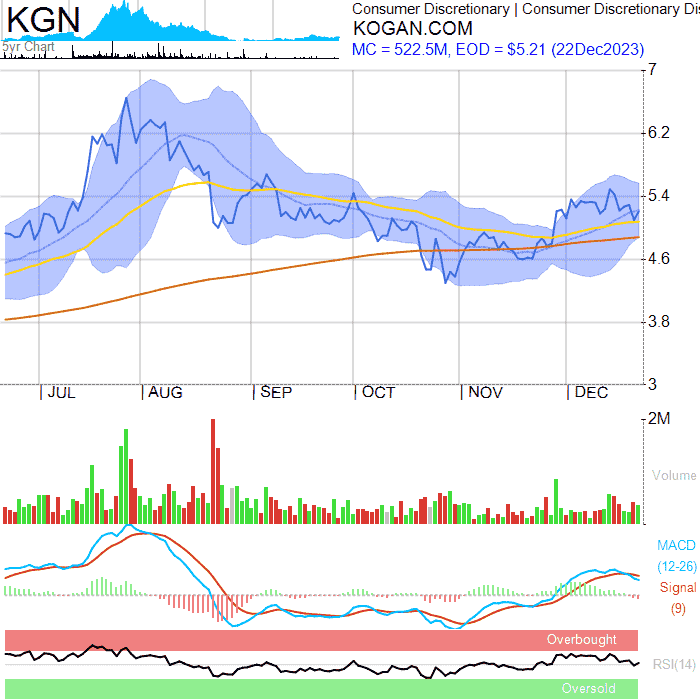 KGN
5yr Chart
Consumer Discretionary | Consumer Discretionary Dis
KOGAN.COM
MC = 522.5M, EOD = $5.21 (22Dec2023)
7
6.2
5.4
4.6
3.8
3
| JUL | AUG | SEP | OCT | NOV | DEC
2M
Volume
MACD
(12-26)
Signal
(9)
Overbought
RSI(14)
Oversold